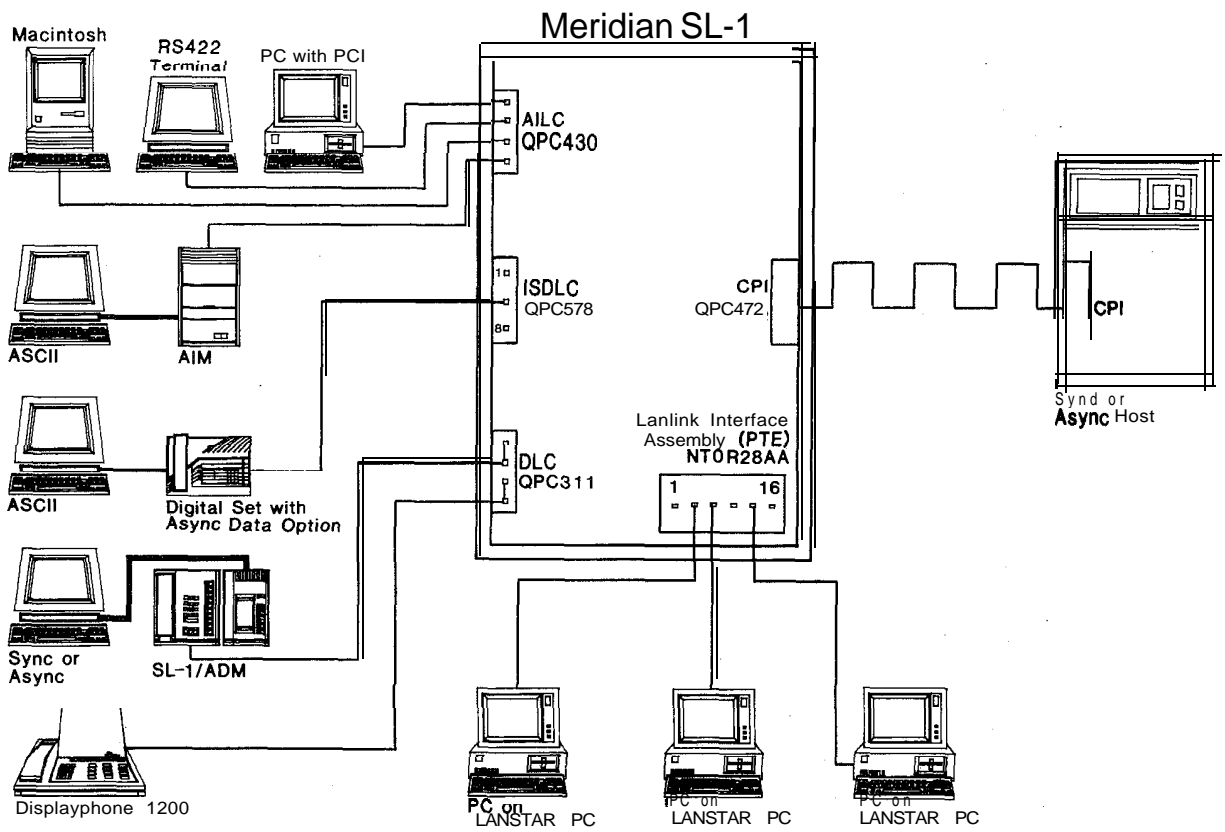 Meridian SL-1
Macintosh
RS422
Terminal
PC with PCI
AILC
QPC430
1
ISDLC
QPC578
8
CPI
QPC472
CPI
ASCII
AIM
Synd or
Async Host
Lanlink Interface
Assembly (PTE)
NTOR28AA
1 16
DLC
QPC311
ASCII
Digital Set with
Async Data Option
Sync or
Async
SL-1/ADM
Displayphone 1200
PC on
LANSTAR PC
PC on
LANSTAR PC
PC on
LANSTAR PC